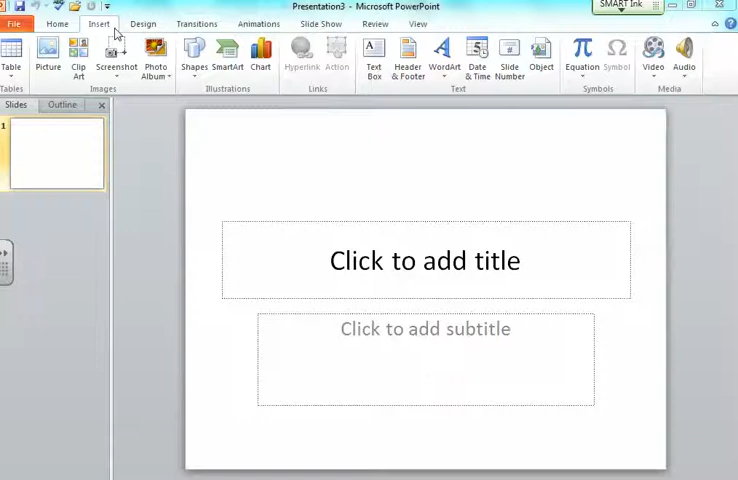 Presentation3 - Microsoft PowerPoint
SMART Ink
File Home Insert Design Transitions Animations Slide Show Review View
Table Picture Clip Art Screenshot Photo Album Shapes SmartArt Chart Hyperlink Action Text Box Header & Footer WordArt Date & Time Slide Number Object Equation Symbol Video Audio
Tables Images Illustrations Links Text Symbols Media
Slides Outline
1
Click to add title
Click to add subtitle